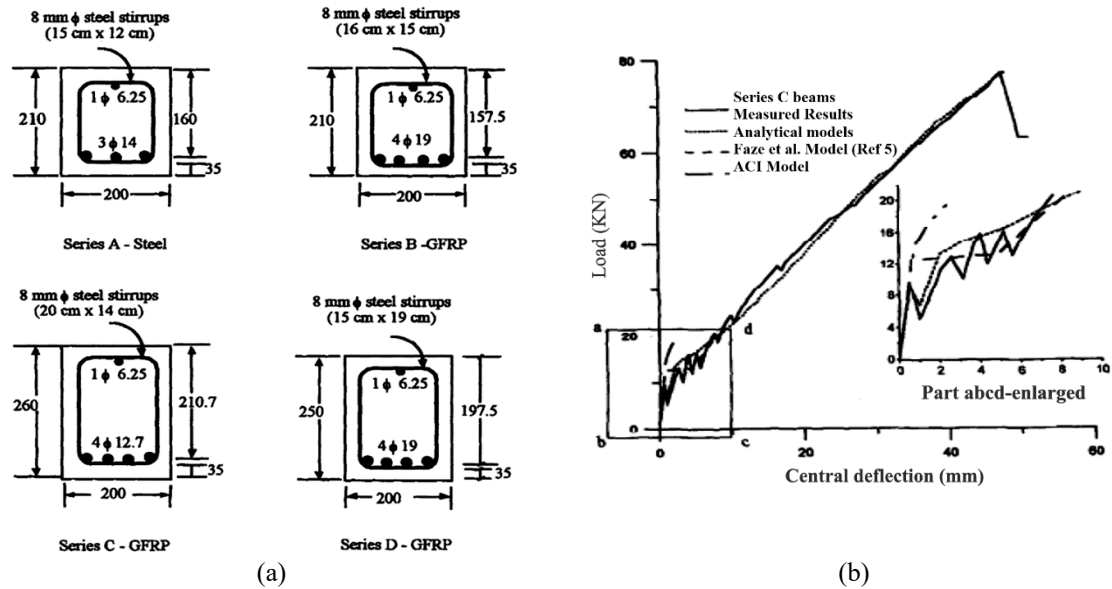 8 mm ϕ steel stirrups
(15 cm x 12 cm)
210
1 ϕ 6.25
3 ϕ 14
160
35
200
Series A - Steel
8 mm ϕ steel stirrups
(16 cm x 15 cm)
210
1 ϕ 6.25
4 ϕ 19
157.5
35
200
Series B -GFRP
8 mm ϕ steel stirrups
(20 cm x 14 cm)
260
1 ϕ 6.25
4 ϕ 12.7
210.7
35
200
Series C - GFRP
8 mm ϕ steel stirrups
(15 cm x 19 cm)
250
1 ϕ 6.25
4 ϕ 19
197.5
35
200
Series D - GFRP
(a)
80
60
40
20
0
Load (KN)
Series C beams
Measured Results
Analytical models
Faze et al. Model (Ref 5)
ACI Model
a
b
c
d
20
16
12
8
4
0
0 2 4 6 8 10
Part abcd-enlarged
0 20 40 60
Central deflection (mm)
(b)